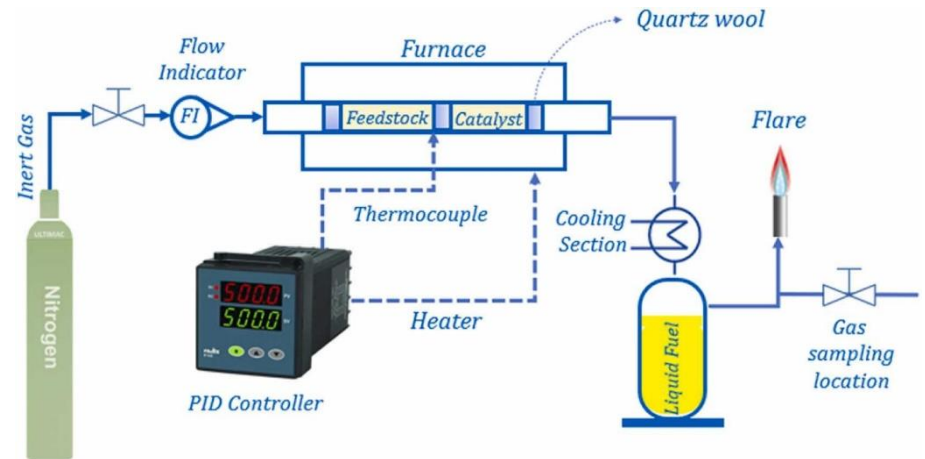 Quartz wool
Flow
Indicator
Furnace
FI
Feedstock
Catalyst
Inert Gas
Flare
Thermocouple
Cooling
Section
ULTIMAC
Nitrogen
500.0
500.0
Heater
Liquid Fuel
Gas
sampling
location
PID Controller